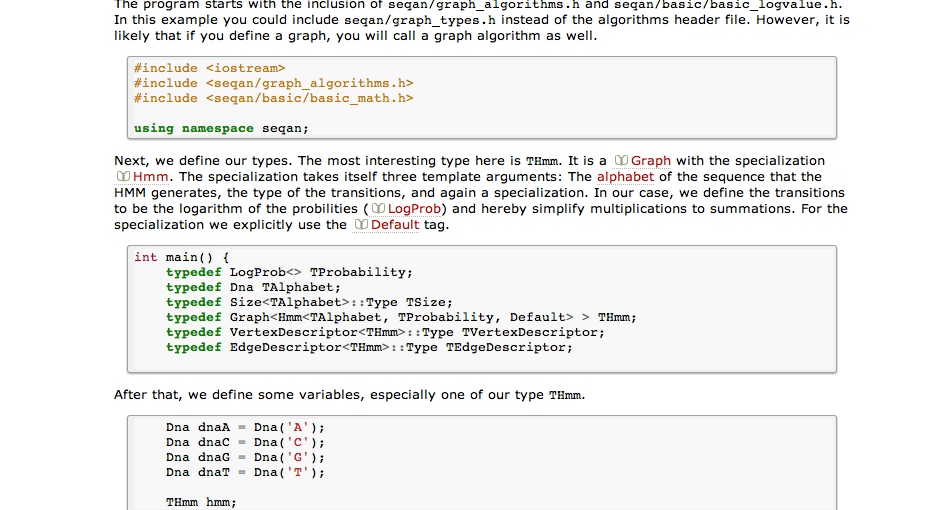 The program starts with the inclusion of seqan/graph_algorithms.h and seqan/basic/basic_logvalue.h.
In this example you could include seqan/graph_types.h instead of the algorithms header file. However, it is
likely that if you define a graph, you will call a graph algorithm as well.
#include <iostream>
#include <seqan/graph_algorithms.h>
#include <seqan/basic/basic_math.h>
using namespace seqan;
Next, we define our types. The most interesting type here is THmm. It is a Graph with the specialization
Hmm. The specialization takes itself three template arguments: The alphabet of the sequence that the
HMM generates, the type of the transitions, and again a specialization. In our case, we define the transitions
to be the logarithm of the probilities ( LogProb) and hereby simplify multiplications to summations. For the
specialization we explicitly use the Default tag.
int main() {
    typedef LogProb<> TProbability;
    typedef Dna TAlphabet;
    typedef Size<TAlphabet>::Type TSize;
    typedef Graph<Hmm<TAlphabet, TProbability, Default> > THmm;
    typedef VertexDescriptor<THmm>::Type TVertexDescriptor;
    typedef EdgeDescriptor<THmm>::Type TEdgeDescriptor;
After that, we define some variables, especially one of our type THmm.
    Dna dnaA = Dna('A');
    Dna dnaC = Dna('C');
    Dna dnaG = Dna('G');
    Dna dnaT = Dna('T');
    THmm hmm;